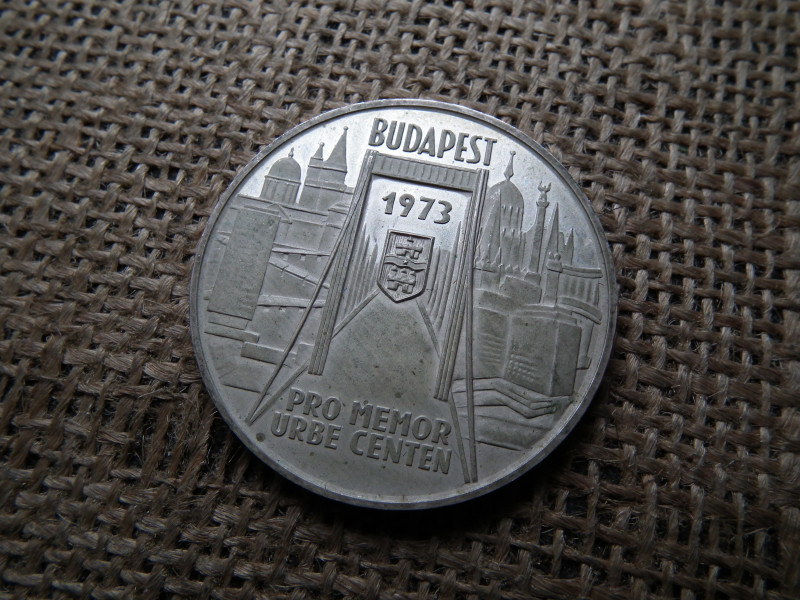 BUDAPEST
1973
PRO MEMOR
URBE CENTEN